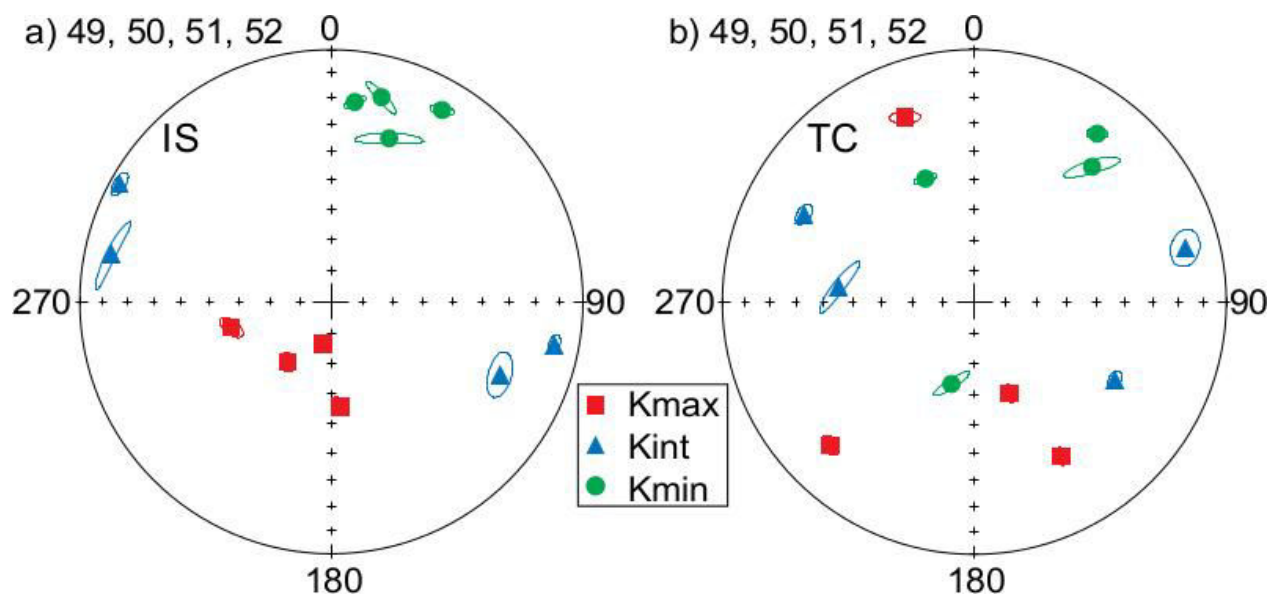 a) 49, 50, 51, 52
0
IS
270
90
180
b) 49, 50, 51, 52
0
TC
270
90
180
Kmax
Kint
Kmin